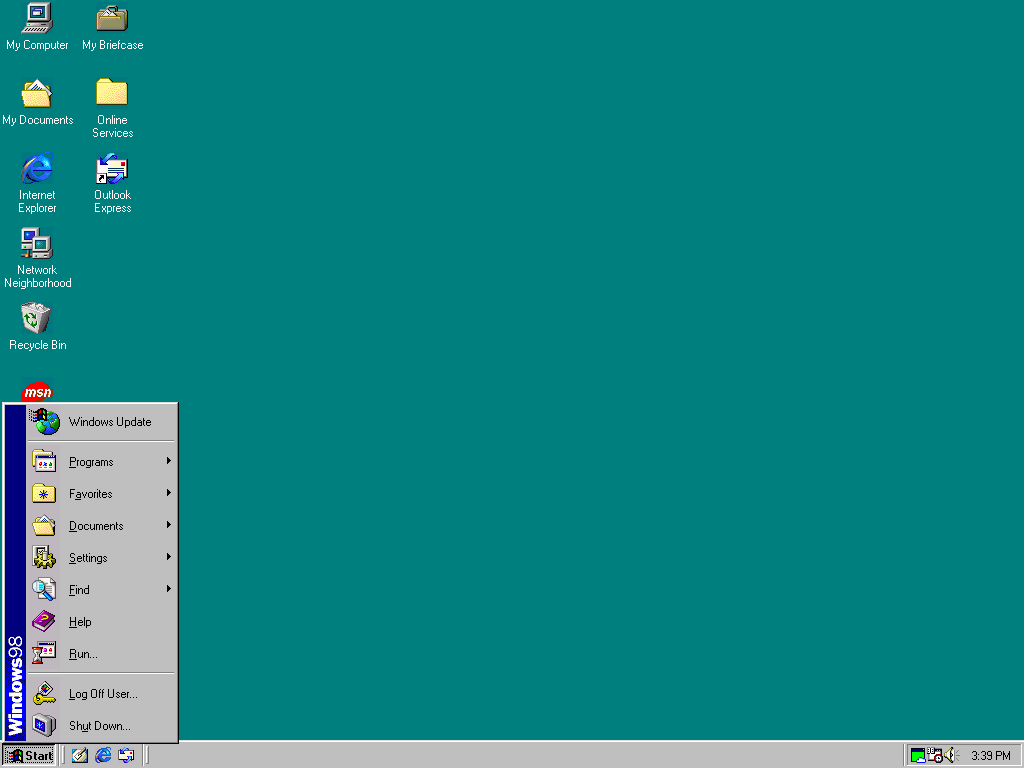 My Computer
My Briefcase
My Documents
Online
Services
Internet
Explorer
Outlook
Express
Network
Neighborhood
Recycle Bin
msn
Windows Update
Programs
Favorites
Documents
Settings
Find
Help
Run...
Log Off User...
Shut Down...
Windows98
Start
3:39 PM